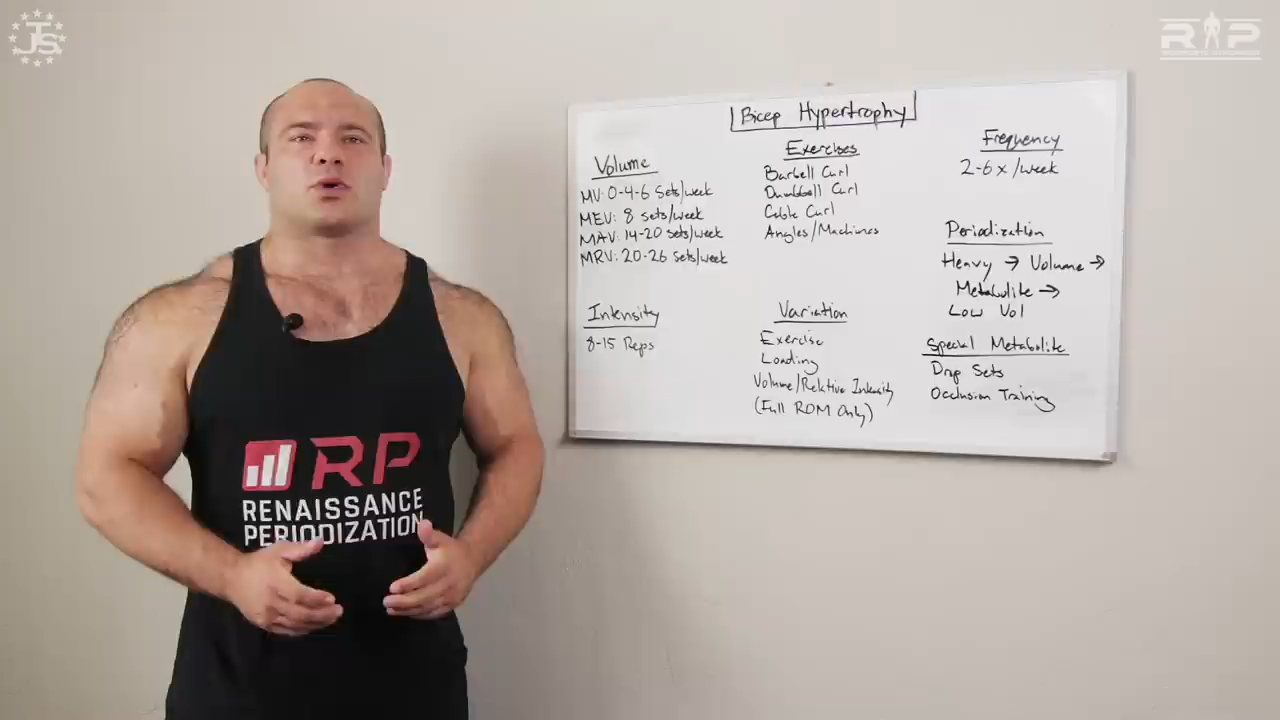 JTS
RP
Bicep Hypertrophy
Volume
MV: 0-4-6 Sets/week
MEV: 8 sets/week
MAV: 14-20 sets/week
MRV: 20-26 sets/week
Intensity
8-15 Reps
Exercises
Barbell Curl
Dumbbell Curl
Cable Curl
Angles/Machines
Variation
Exercise
Loading
Volume/Relative Intensity
(Full ROM Only)
Frequency
2-6x/week
Periodization
Heavy → Volume →
Metabolite →
Low Vol
Special Metabolite
Drop Sets
Occlusion Training
RP
RENAISSANCE
PERIODIZATION